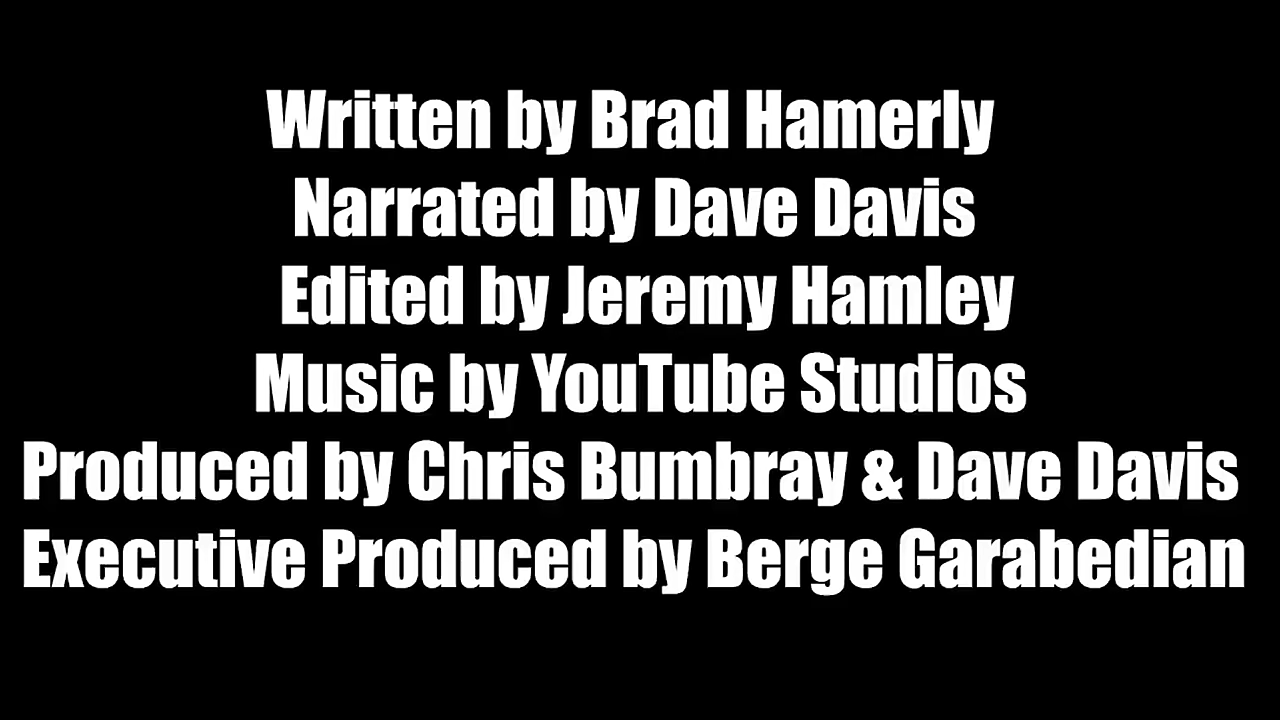 Written by Brad Hamerly
Narrated by Dave Davis
Edited by Jeremy Hamley
Music by YouTube Studios
Produced by Chris Bumbray & Dave Davis
Executive Produced by Berge Garabedian